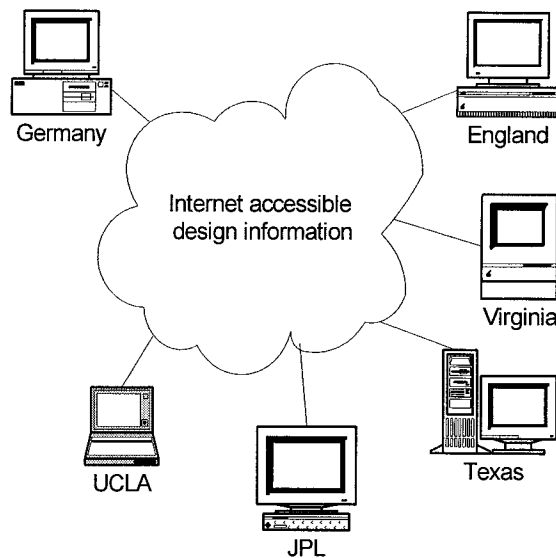 Germany
England
Internet accessible
design information
Virginia
UCLA
Texas
JPL